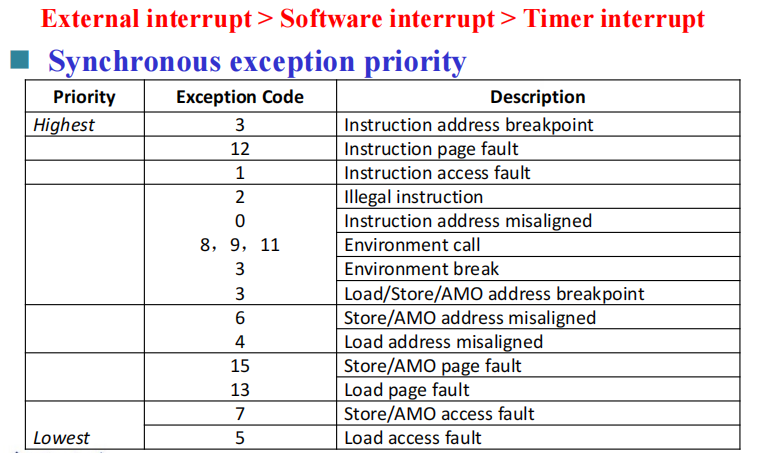 External interrupt > Software interrupt > Timer interrupt
Synchronous exception priority
Priority Exception Code Description
Highest 3 Instruction address breakpoint
12 Instruction page fault
1 Instruction access fault
2 Illegal instruction
0 Instruction address misaligned
8，9，11 Environment call
3 Environment break
3 Load/Store/AMO address breakpoint
6 Store/AMO address misaligned
4 Load address misaligned
15 Store/AMO page fault
13 Load page fault
7 Store/AMO access fault
Lowest 5 Load access fault